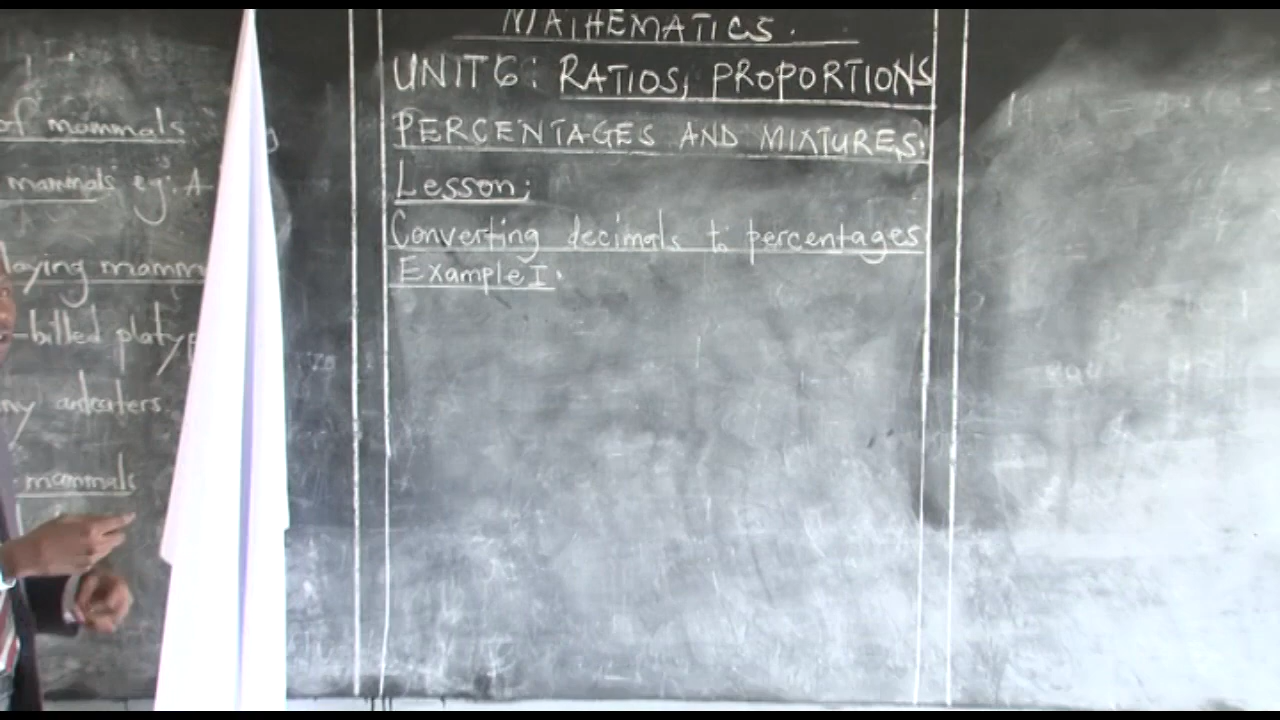 of mammals
mammals eg: A
laying mamm
-billed platyp
ny anteaters.
mammals
MATHEMATICS.
UNIT 6: RATIOS, PROPORTIONS
PERCENTAGES AND MIXTURES.
Lesson;
Converting decimals to percentages
Example I.